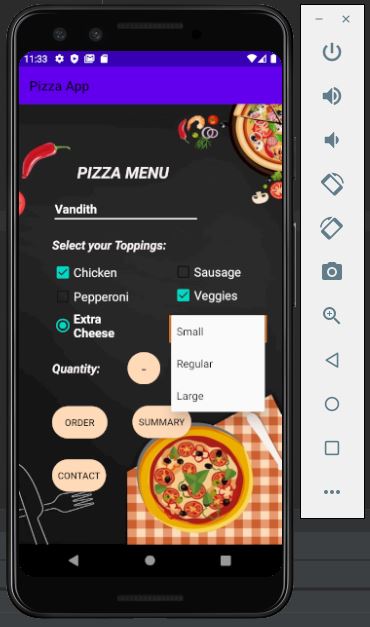 11:33
Pizza App
PIZZA MENU
Vandith
Select your Toppings:
Chicken
Sausage
Pepperoni
Veggies
Extra
Cheese
Small
Regular
Large
Quantity:
-
ORDER
SUMMARY
CONTACT